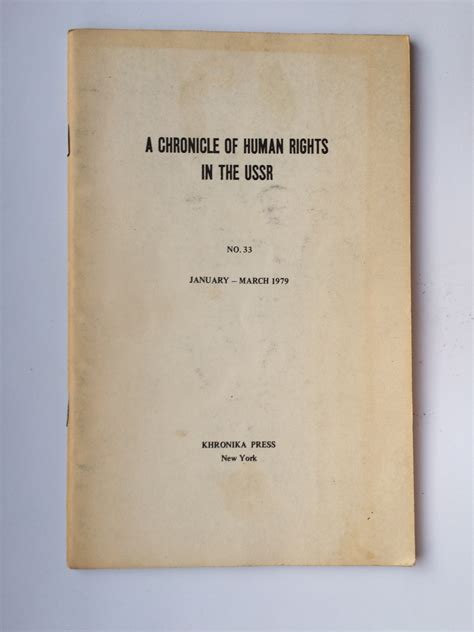 A CHRONICLE OF HUMAN RIGHTS
IN THE USSR
NO. 33
JANUARY – MARCH 1979
KHRONIKA PRESS
New York